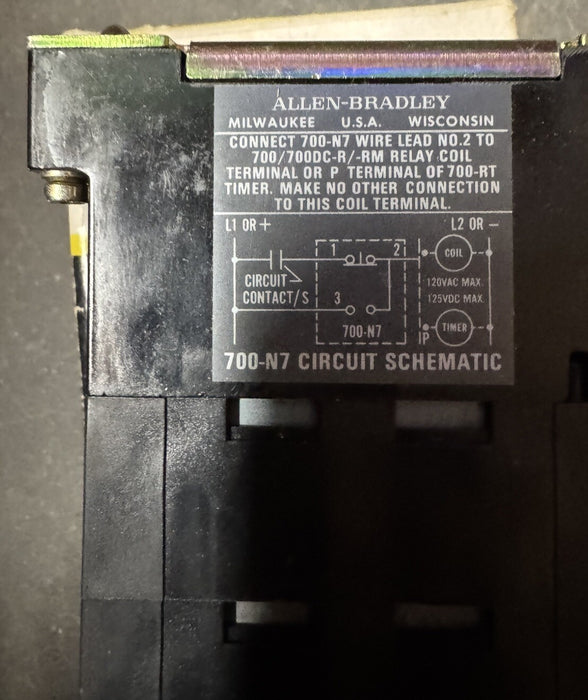 ALLEN-BRADLEY
MILWAUKEE U.S.A. WISCONSIN
CONNECT 700-N7 WIRE LEAD NO.2 TO
700/700DC-R/-RM RELAY COIL
TERMINAL OR P TERMINAL OF 700-RT
TIMER. MAKE NO OTHER CONNECTION
TO THIS COIL TERMINAL.
L1 OR + L2 OR -
1 2 COIL
CIRCUIT 120VAC MAX.
CONTACT/S 3 125VDC MAX.
700-N7 P TIMER
700-N7 CIRCUIT SCHEMATIC